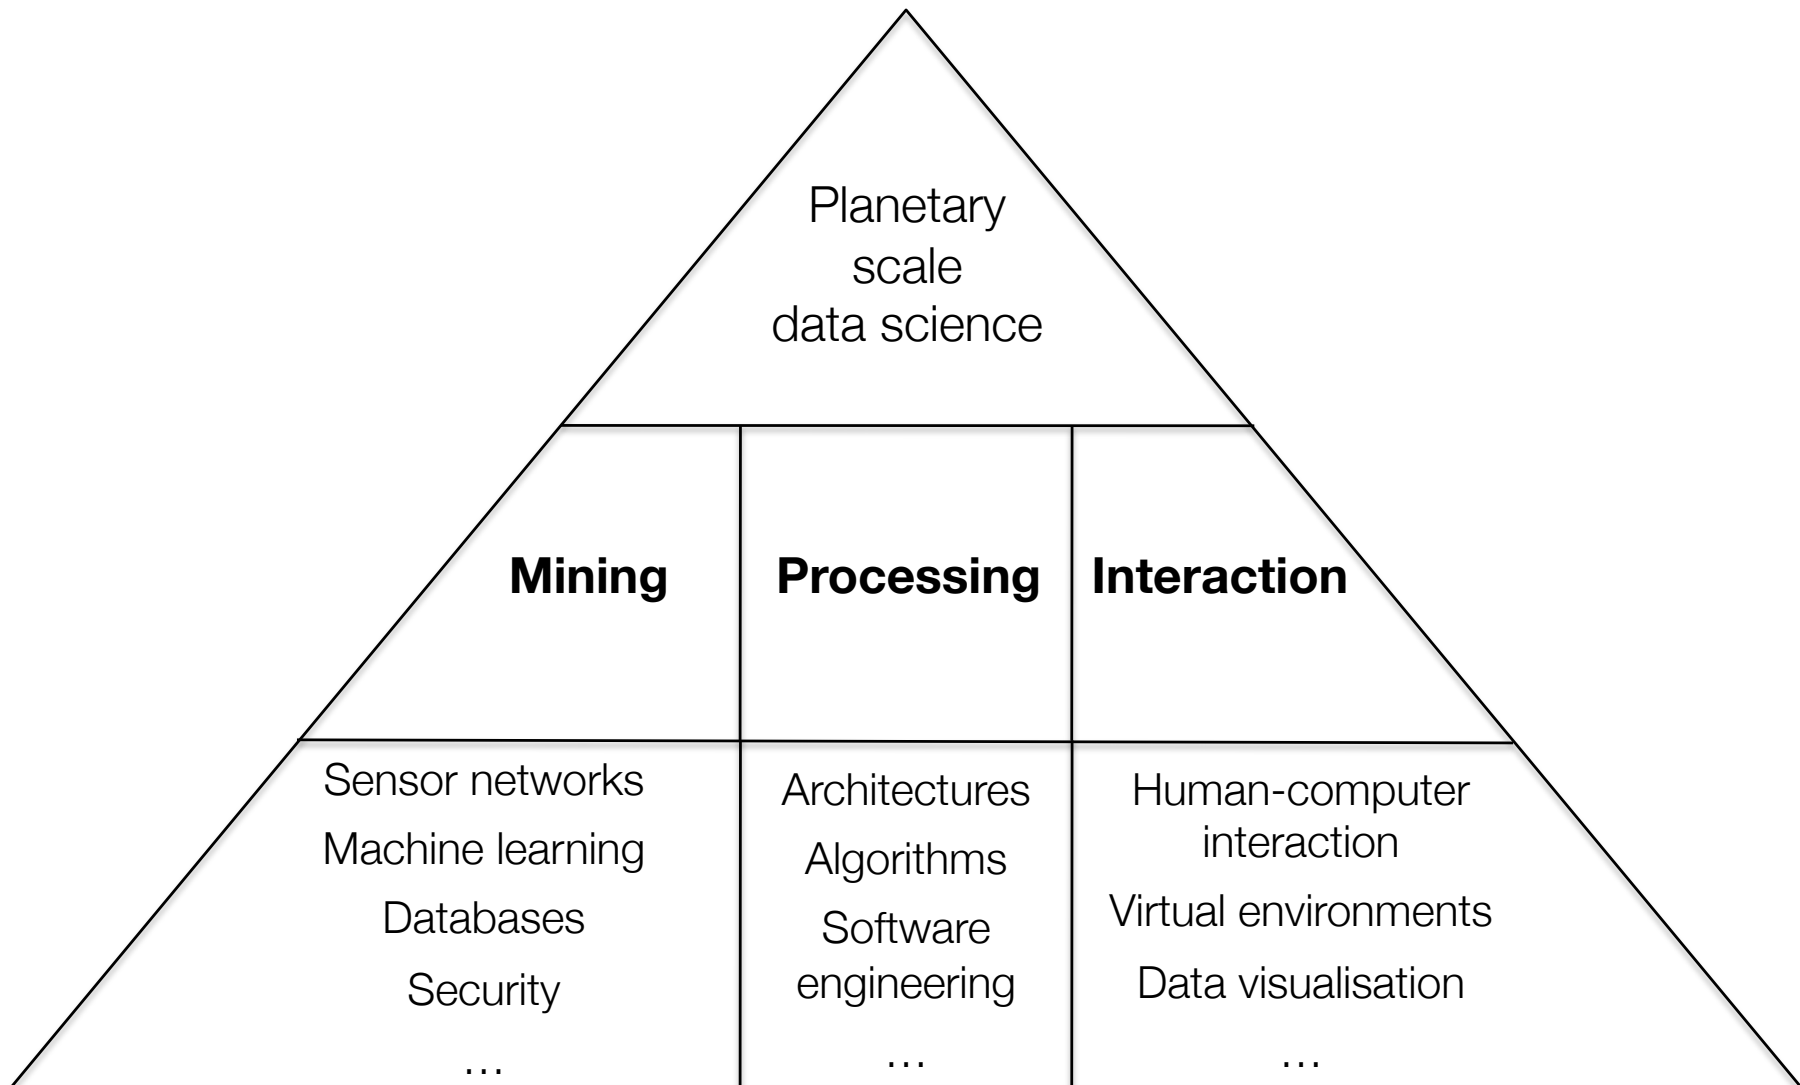 Planetary
scale
data science
Mining
Processing
Interaction
Sensor networks
Machine learning
Databases
Security
...
Architectures
Algorithms
Software
engineering
...
Human-computer
interaction
Virtual environments
Data visualisation
...